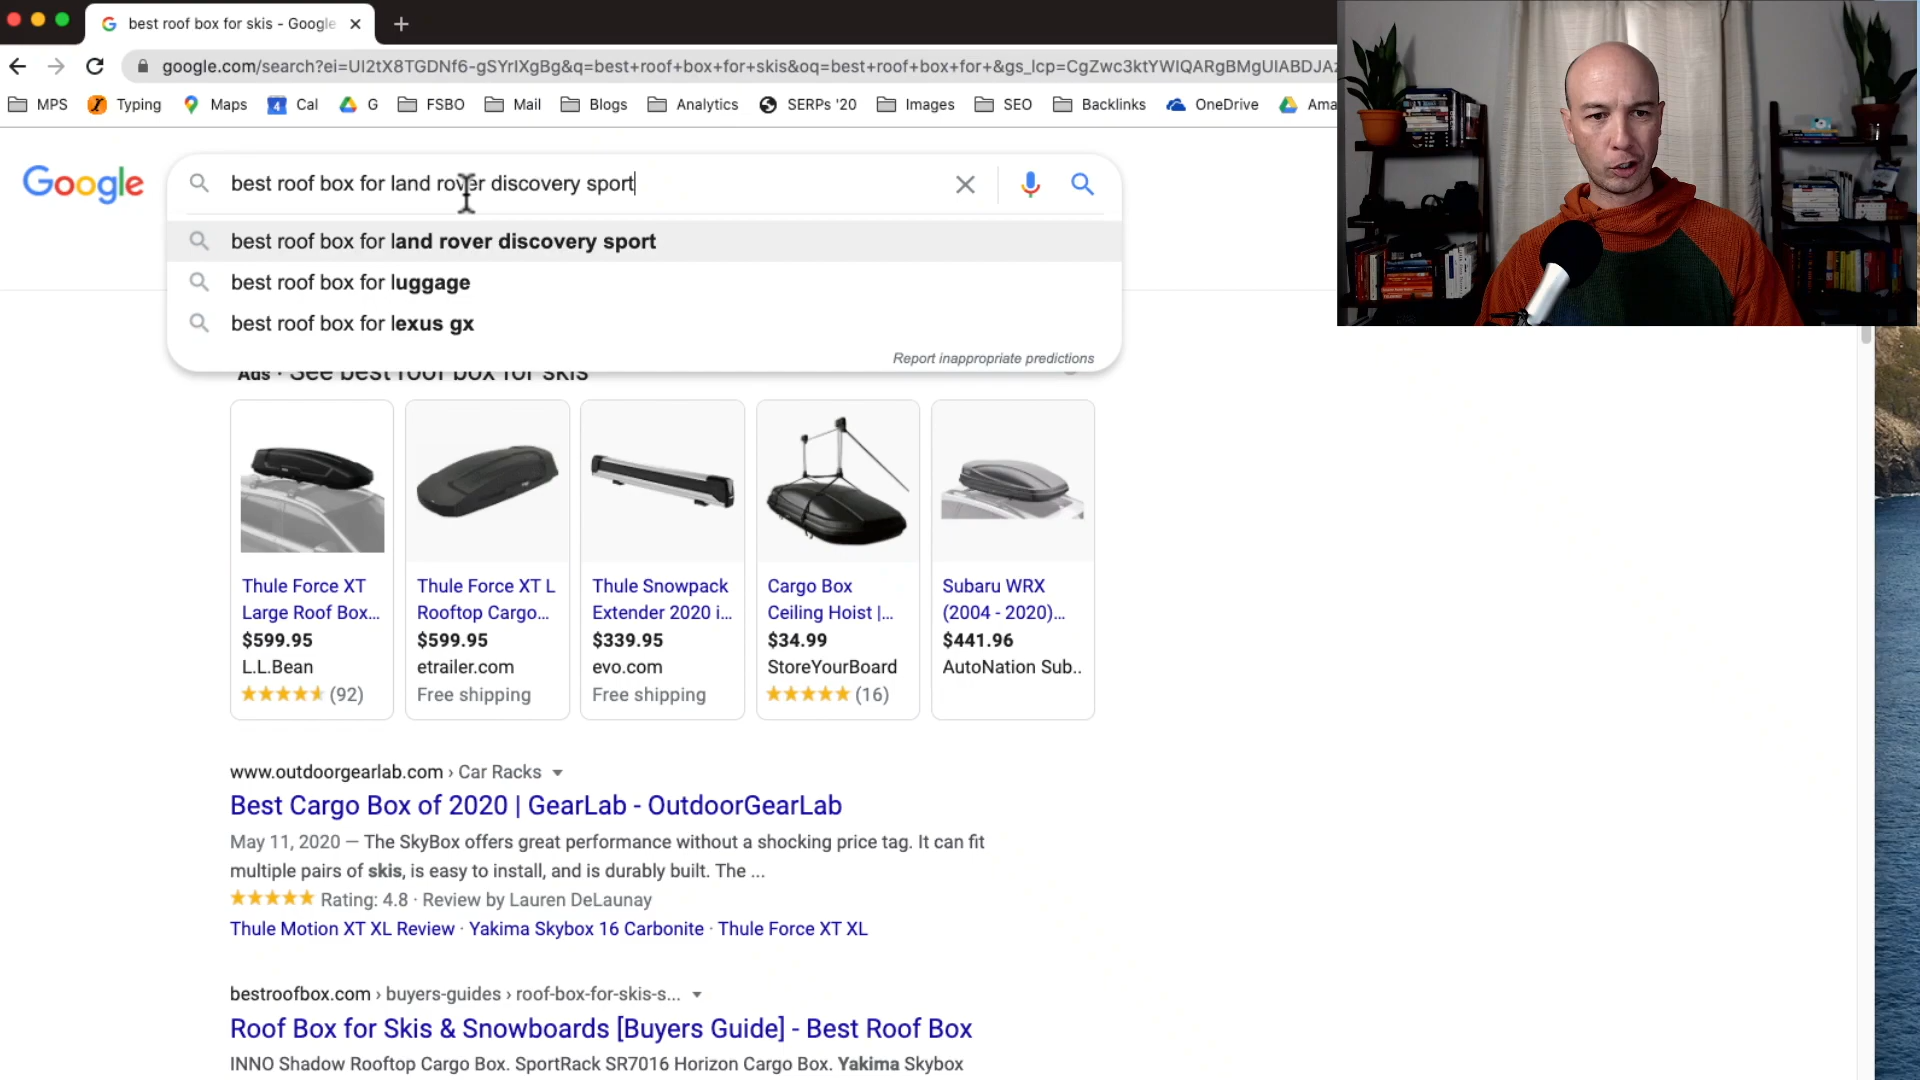 best roof box for skis - Google
google.com/search?ei=UI2tX8TGDNf6-gSYrIXgBg&q=best+roof+box+for+skis&oq=best+roof+box+for+&gs_lcp=CgZwc3ktYWIQARgBMgUIABDJAz
MPS Typing Maps Cal G FSBO Mail Blogs Analytics SERPs '20 Images SEO Backlinks OneDrive Ama
Google
best roof box for land rover discovery sport
best roof box for land rover discovery sport
best roof box for luggage
best roof box for lexus gx
Report inappropriate predictions
Ads · See best roof box for skis
Thule Force XT
Large Roof Box...
$599.95
L.L.Bean
(92)
Thule Force XT L
Rooftop Cargo...
$599.95
etrailer.com
Free shipping
Thule Snowpack
Extender 2020 i...
$339.95
evo.com
Free shipping
Cargo Box
Ceiling Hoist |...
$34.99
StoreYourBoard
(16)
Subaru WRX
(2004 - 2020)...
$441.96
AutoNation Sub..
www.outdoorgearlab.com › Car Racks
Best Cargo Box of 2020 | GearLab - OutdoorGearLab
May 11, 2020 — The SkyBox offers great performance without a shocking price tag. It can fit
multiple pairs of skis, is easy to install, and is durably built. The ...
Rating: 4.8 · Review by Lauren DeLaunay
Thule Motion XT XL Review · Yakima Skybox 16 Carbonite · Thule Force XT XL
bestroofbox.com › buyers-guides › roof-box-for-skis-s...
Roof Box for Skis & Snowboards [Buyers Guide] - Best Roof Box
INNO Shadow Rooftop Cargo Box. SportRack SR7016 Horizon Cargo Box. Yakima Skybox